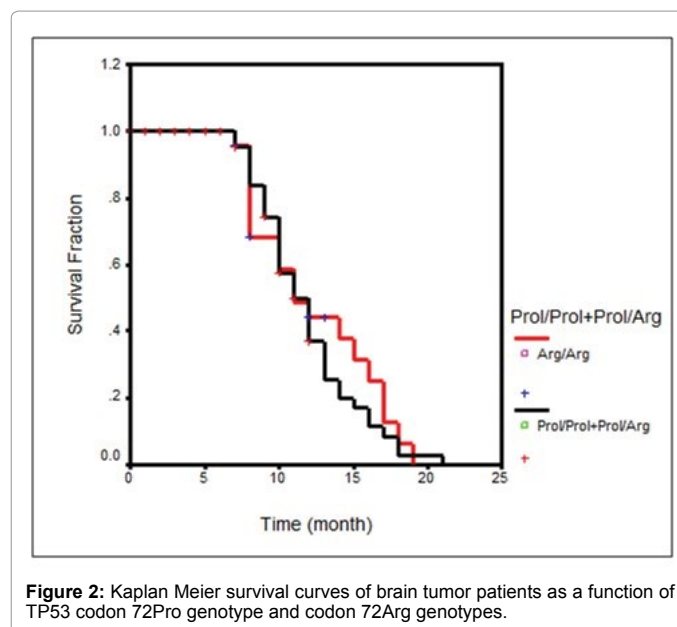 1.2
1.0
.8
.6
.4
.2
0.0
Survival Fraction
0 5 10 15 20 25
Time (month)
Prol/Prol+Prol/Arg
Arg/Arg
Prol/Prol+Prol/Arg
Figure 2: Kaplan Meier survival curves of brain tumor patients as a function of
TP53 codon 72Pro genotype and codon 72Arg genotypes.